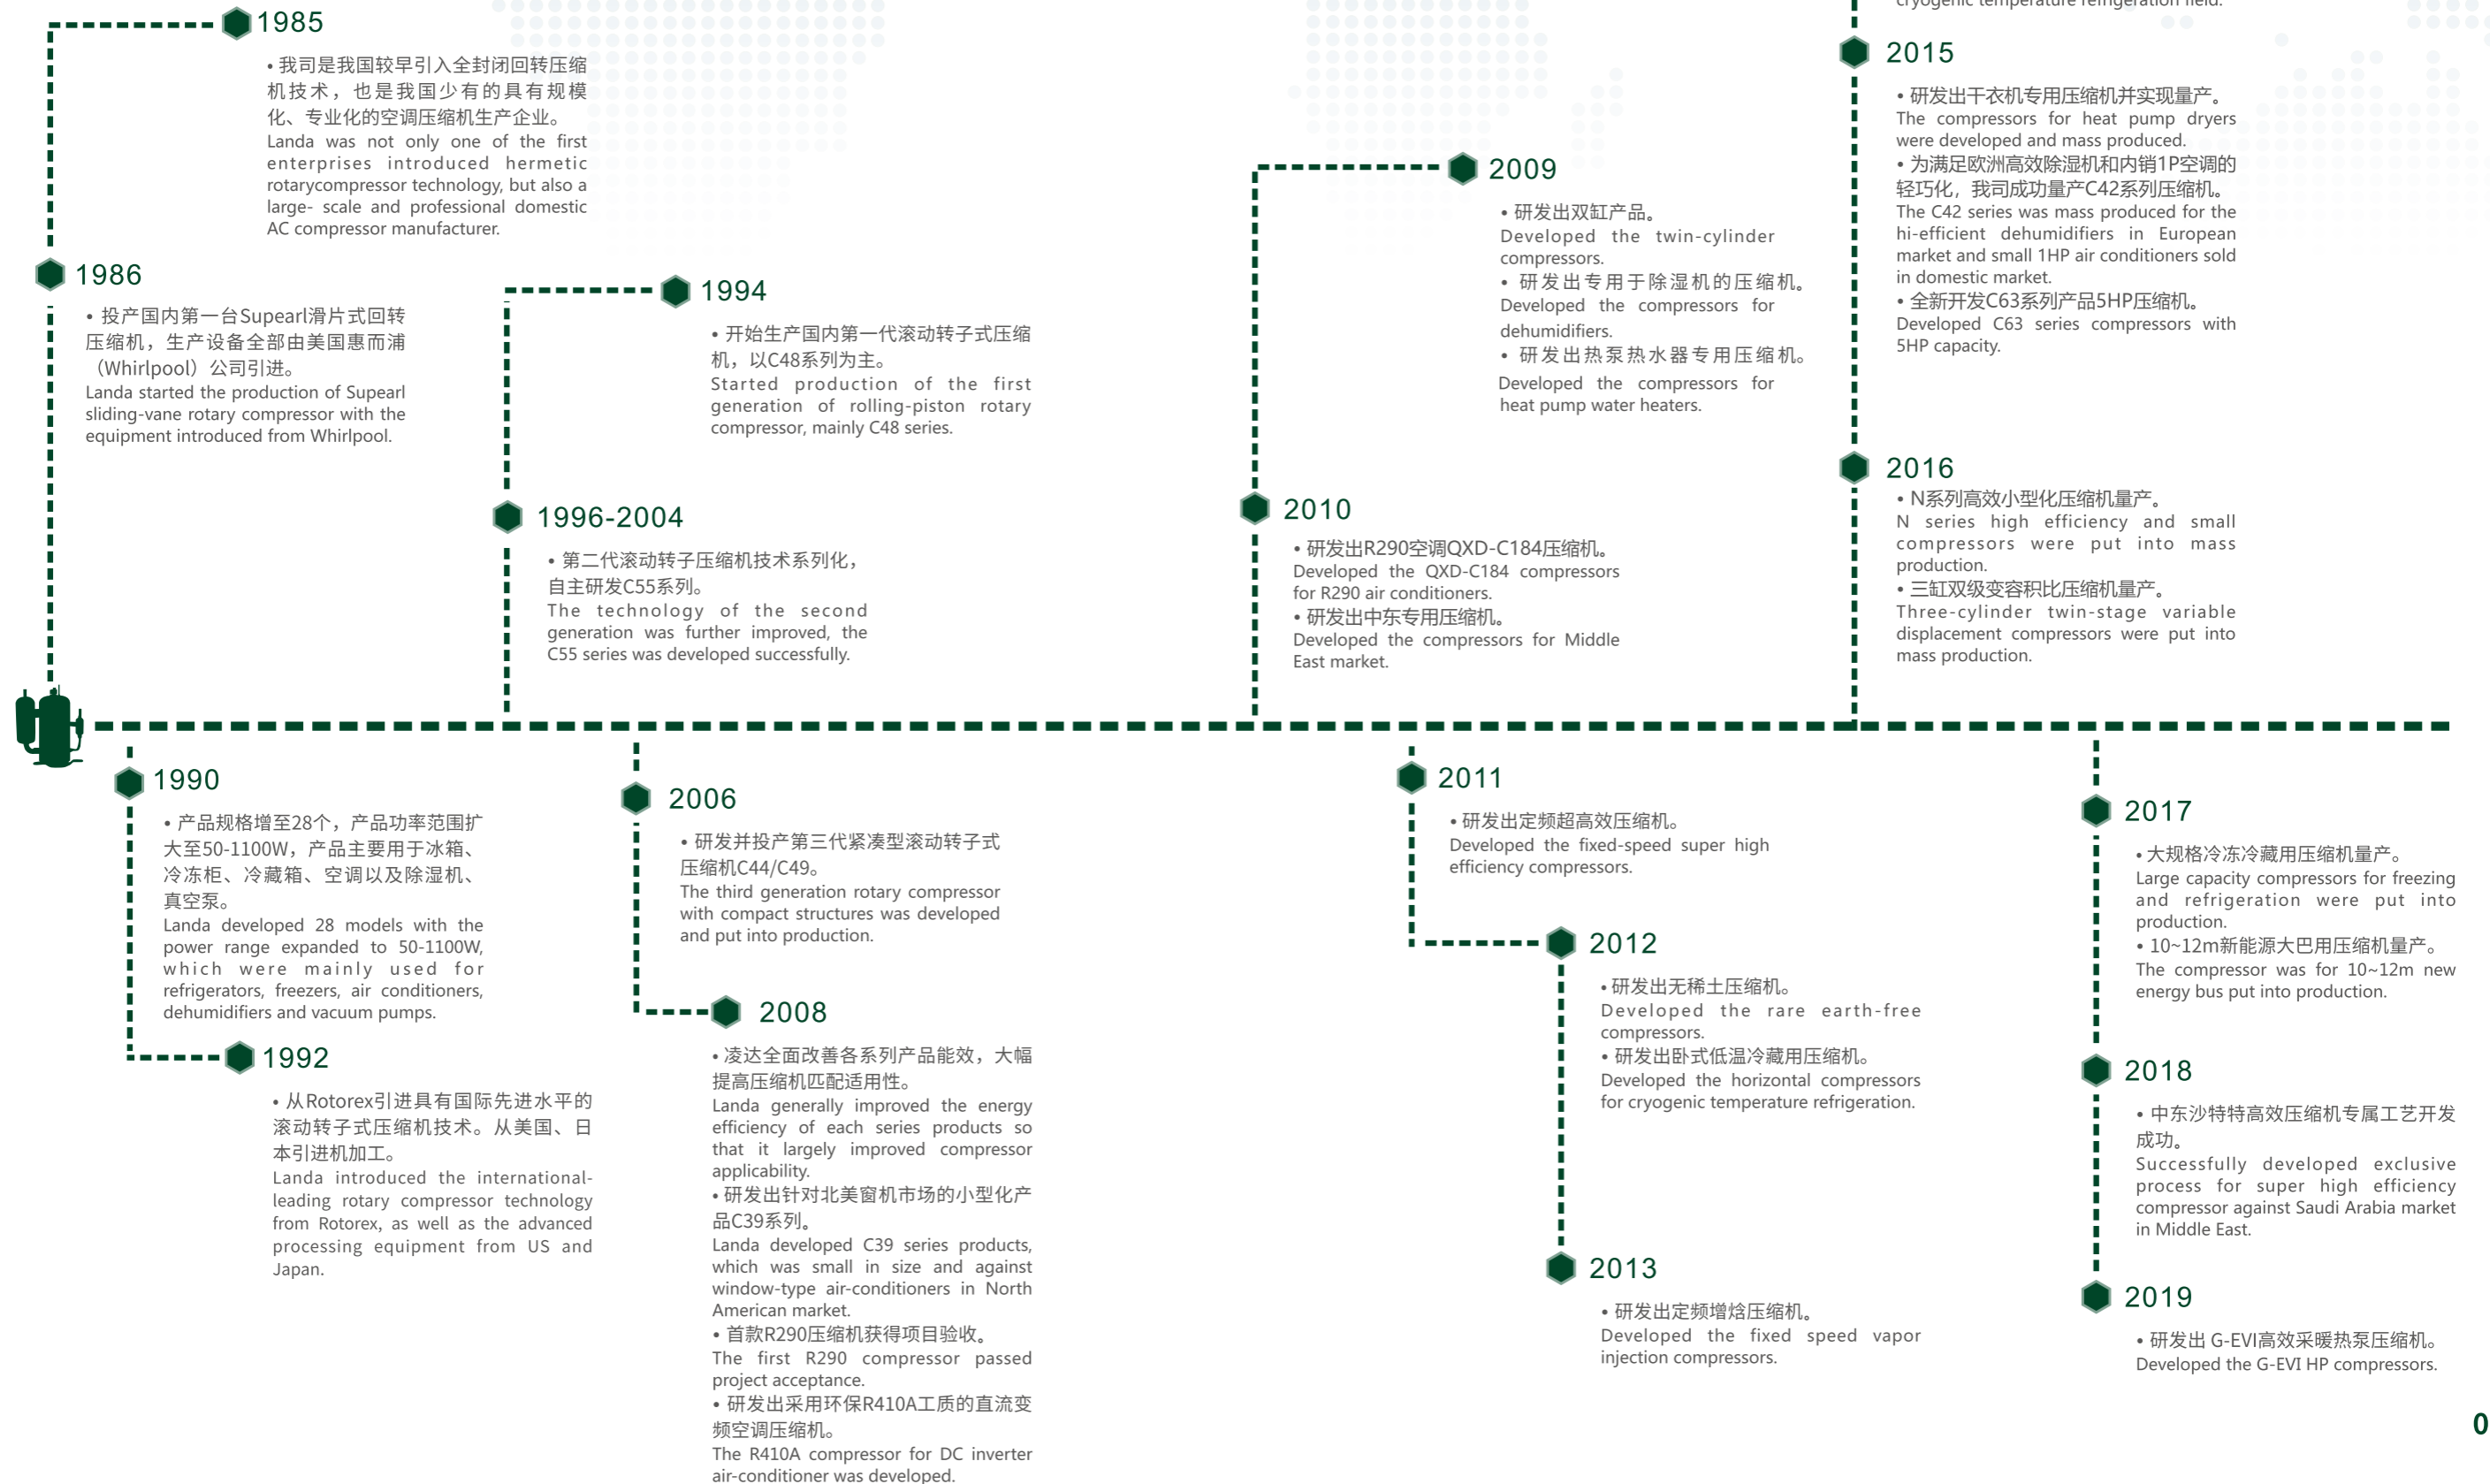 1985
• 我司是我国较早引入全封闭回转压缩
机技术，也是我国少有的具有规模
化、专业化的空调压缩机生产企业。
Landa was not only one of the first
enterprises introduced hermetic
rotarycompressor technology, but also a
large- scale and professional domestic
AC compressor manufacturer.
1986
• 投产国内第一台Supearl滑片式回转
压缩机，生产设备全部由美国惠而浦
（Whirlpool）公司引进。
Landa started the production of Supearl
sliding-vane rotary compressor with the
equipment introduced from Whirlpool.
1990
• 产品规格增至28个，产品功率范围扩
大至50-1100W，产品主要用于冰箱、
冷冻柜、冷藏箱、空调以及除湿机、
真空泵。
Landa developed 28 models with the
power range expanded to 50-1100W,
which were mainly used for
refrigerators, freezers, air conditioners,
dehumidifiers and vacuum pumps.
1992
• 从Rotorex引进具有国际先进水平的
滚动转子式压缩机技术。从美国、日
本引进机加工。
Landa introduced the international-
leading rotary compressor technology
from Rotorex, as well as the advanced
processing equipment from US and
Japan.
1994
• 开始生产国内第一代滚动转子式压缩
机，以C48系列为主。
Started production of the first
generation of rolling-piston rotary
compressor, mainly C48 series.
1996-2004
• 第二代滚动转子压缩机技术系列化，
自主研发C55系列。
The technology of the second
generation was further improved, the
C55 series was developed successfully.
2006
• 研发并投产第三代紧凑型滚动转子式
压缩机C44/C49。
The third generation rotary compressor
with compact structures was developed
and put into production.
2008
• 凌达全面改善各系列产品能效，大幅
提高压缩机匹配适用性。
Landa generally improved the energy
efficiency of each series products so
that it largely improved compressor
applicability.
• 研发出针对北美窗机市场的小型化产
品C39系列。
Landa developed C39 series products,
which was small in size and against
window-type air-conditioners in North
American market.
• 首款R290压缩机获得项目验收。
The first R290 compressor passed
project acceptance.
• 研发出采用环保R410A工质的直流变
频空调压缩机。
The R410A compressor for DC inverter
air-conditioner was developed.
2009
• 研发出双缸产品。
Developed the twin-cylinder
compressors.
• 研发出专用于除湿机的压缩机。
Developed the compressors for
dehumidifiers.
• 研发出热泵热水器专用压缩机。
Developed the compressors for
heat pump water heaters.
2010
• 研发出R290空调QXD-C184压缩机。
Developed the QXD-C184 compressors
for R290 air conditioners.
• 研发出中东专用压缩机。
Developed the compressors for Middle
East market.
2011
• 研发出定频超高效压缩机。
Developed the fixed-speed super high
efficiency compressors.
2012
• 研发出无稀土压缩机。
Developed the rare earth-free
compressors.
• 研发出卧式低温冷藏用压缩机。
Developed the horizontal compressors
for cryogenic temperature refrigeration.
2013
• 研发出定频增焓压缩机。
Developed the fixed speed vapor
injection compressors.
cryogenic temperature refrigeration field.
2015
• 研发出干衣机专用压缩机并实现量产。
The compressors for heat pump dryers
were developed and mass produced.
• 为满足欧洲高效除湿机和内销1P空调的
轻巧化，我司成功量产C42系列压缩机。
The C42 series was mass produced for the
hi-efficient dehumidifiers in European
market and small 1HP air conditioners sold
in domestic market.
• 全新开发C63系列产品5HP压缩机。
Developed C63 series compressors with
5HP capacity.
2016
• N系列高效小型化压缩机量产。
N series high efficiency and small
compressors were put into mass
production.
• 三缸双级变容积比压缩机量产。
Three-cylinder twin-stage variable
displacement compressors were put into
mass production.
2017
• 大规格冷冻冷藏用压缩机量产。
Large capacity compressors for freezing
and refrigeration were put into
production.
• 10~12m新能源大巴用压缩机量产。
The compressor was for 10~12m new
energy bus put into production.
2018
• 中东沙特特高效压缩机专属工艺开发
成功。
Successfully developed exclusive
process for super high efficiency
compressor against Saudi Arabia market
in Middle East.
2019
• 研发出 G-EVI高效采暖热泵压缩机。
Developed the G-EVI HP compressors.
0